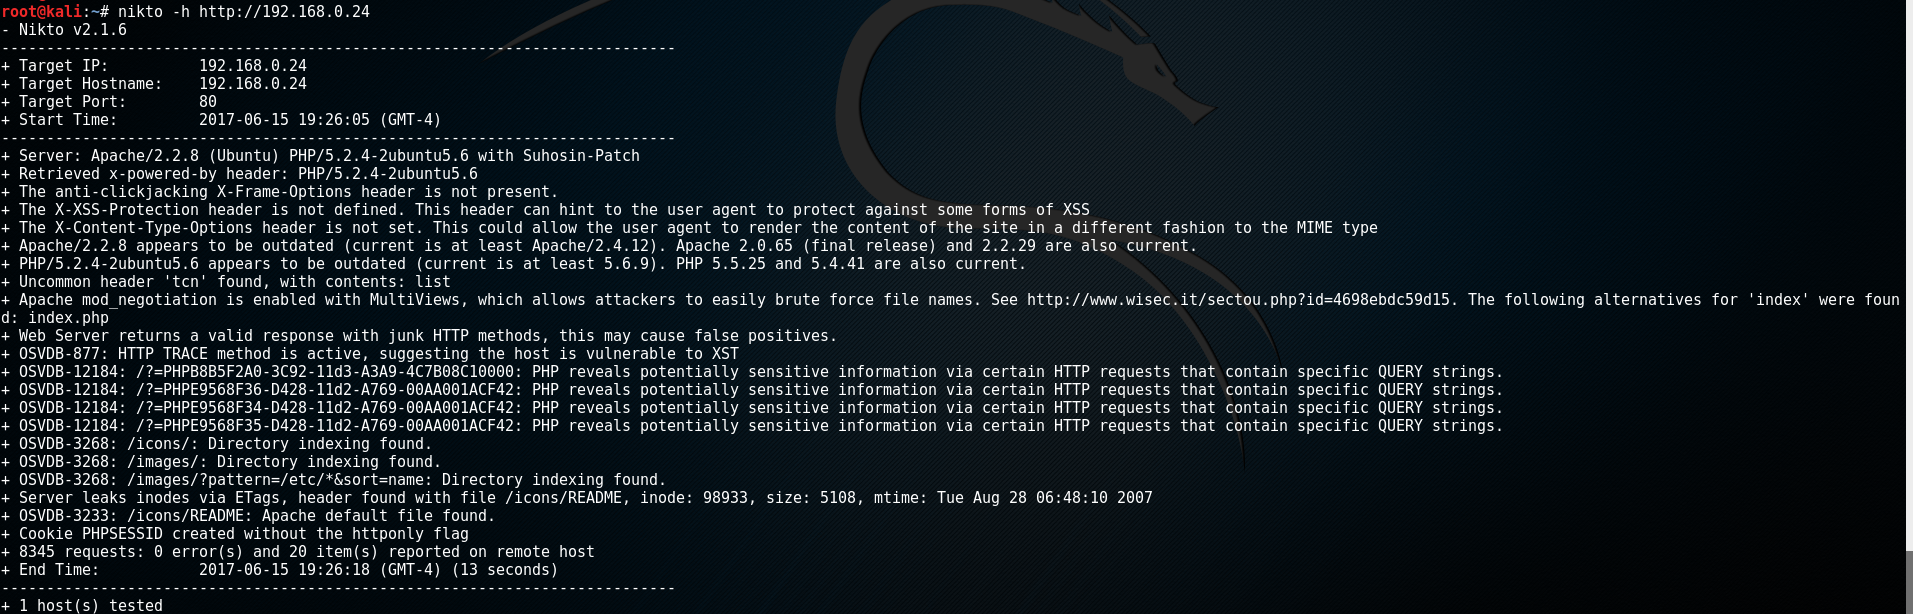 root@kali:~# nikto -h http://192.168.0.24
- Nikto v2.1.6
---------------------------------------------------------------------------
+ Target IP:          192.168.0.24
+ Target Hostname:    192.168.0.24
+ Target Port:        80
+ Start Time:         2017-06-15 19:26:05 (GMT-4)
---------------------------------------------------------------------------
+ Server: Apache/2.2.8 (Ubuntu) PHP/5.2.4-2ubuntu5.6 with Suhosin-Patch
+ Retrieved x-powered-by header: PHP/5.2.4-2ubuntu5.6
+ The anti-clickjacking X-Frame-Options header is not present.
+ The X-XSS-Protection header is not defined. This header can hint to the user agent to protect against some forms of XSS
+ The X-Content-Type-Options header is not set. This could allow the user agent to render the content of the site in a different fashion to the MIME type
+ Apache/2.2.8 appears to be outdated (current is at least Apache/2.4.12). Apache 2.0.65 (final release) and 2.2.29 are also current.
+ PHP/5.2.4-2ubuntu5.6 appears to be outdated (current is at least 5.6.9). PHP 5.5.25 and 5.4.41 are also current.
+ Uncommon header 'tcn' found, with contents: list
+ Apache mod_negotiation is enabled with MultiViews, which allows attackers to easily brute force file names. See http://www.wisec.it/sectou.php?id=4698ebdc59d15. The following alternatives for 'index' were foun
d: index.php
+ Web Server returns a valid response with junk HTTP methods, this may cause false positives.
+ OSVDB-877: HTTP TRACE method is active, suggesting the host is vulnerable to XST
+ OSVDB-12184: /?=PHPB8B5F2A0-3C92-11d3-A3A9-4C7B08C10000: PHP reveals potentially sensitive information via certain HTTP requests that contain specific QUERY strings.
+ OSVDB-12184: /?=PHPE9568F36-D428-11d2-A769-00AA001ACF42: PHP reveals potentially sensitive information via certain HTTP requests that contain specific QUERY strings.
+ OSVDB-12184: /?=PHPE9568F34-D428-11d2-A769-00AA001ACF42: PHP reveals potentially sensitive information via certain HTTP requests that contain specific QUERY strings.
+ OSVDB-12184: /?=PHPE9568F35-D428-11d2-A769-00AA001ACF42: PHP reveals potentially sensitive information via certain HTTP requests that contain specific QUERY strings.
+ OSVDB-3268: /icons/: Directory indexing found.
+ OSVDB-3268: /images/: Directory indexing found.
+ OSVDB-3268: /images/?pattern=/etc/*&sort=name: Directory indexing found.
+ Server leaks inodes via ETags, header found with file /icons/README, inode: 98933, size: 5108, mtime: Tue Aug 28 06:48:10 2007
+ OSVDB-3233: /icons/README: Apache default file found.
+ Cookie PHPSESSID created without the httponly flag
+ 8345 requests: 0 error(s) and 20 item(s) reported on remote host
+ End Time:           2017-06-15 19:26:18 (GMT-4) (13 seconds)
---------------------------------------------------------------------------
+ 1 host(s) tested